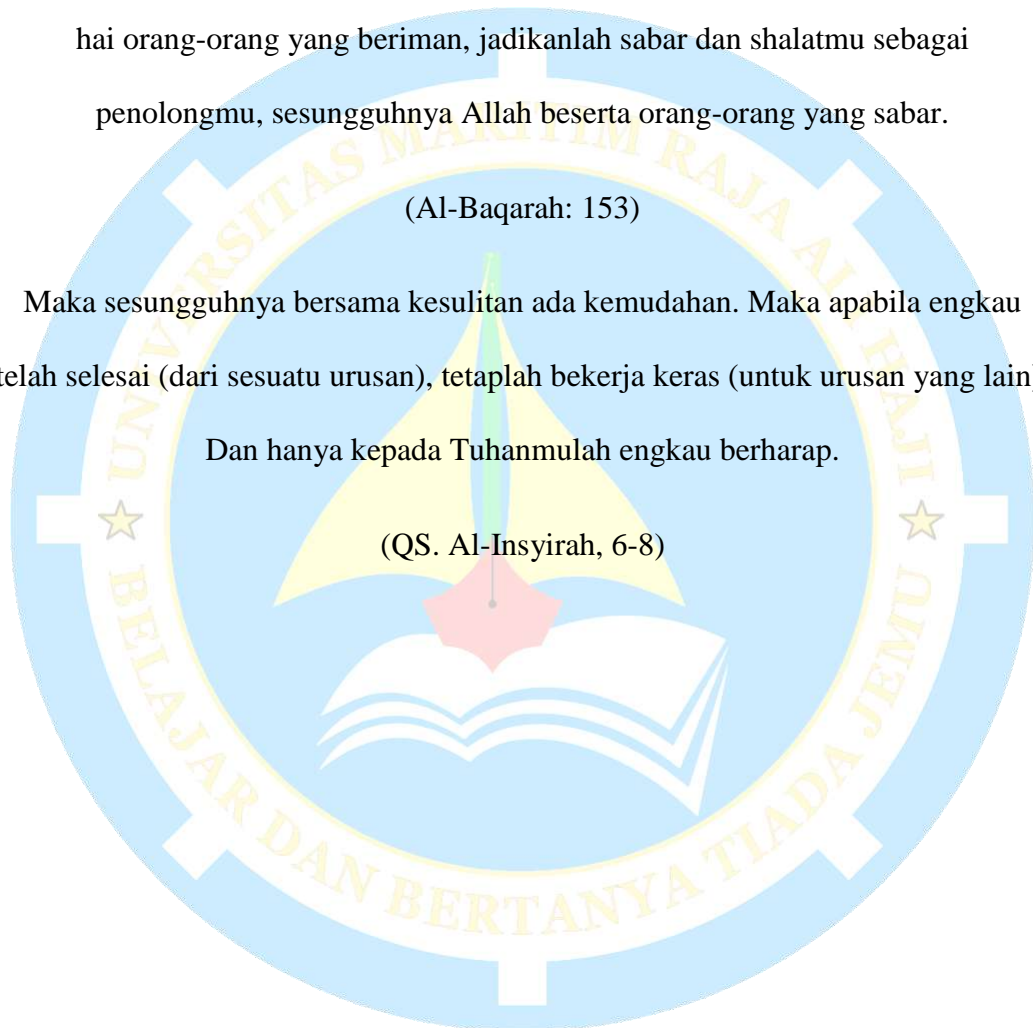 hai orang-orang yang beriman, jadikanlah sabar dan shalatmu sebagai
penolongmu, sesungguhnya Allah beserta orang-orang yang sabar.
(Al-Baqarah: 153)
Maka sesungguhnya bersama kesulitan ada kemudahan. Maka apabila engkau
telah selesai (dari sesuatu urusan), tetaplah bekerja keras (untuk urusan yang lain)
Dan hanya kepada Tuhanmulah engkau berharap.
(QS. Al-Insyirah, 6-8)
UNIVERSITAS MARITIM RAJA ALI HAJI
BELAJAR DAN BERTANYA TIADA JEMU